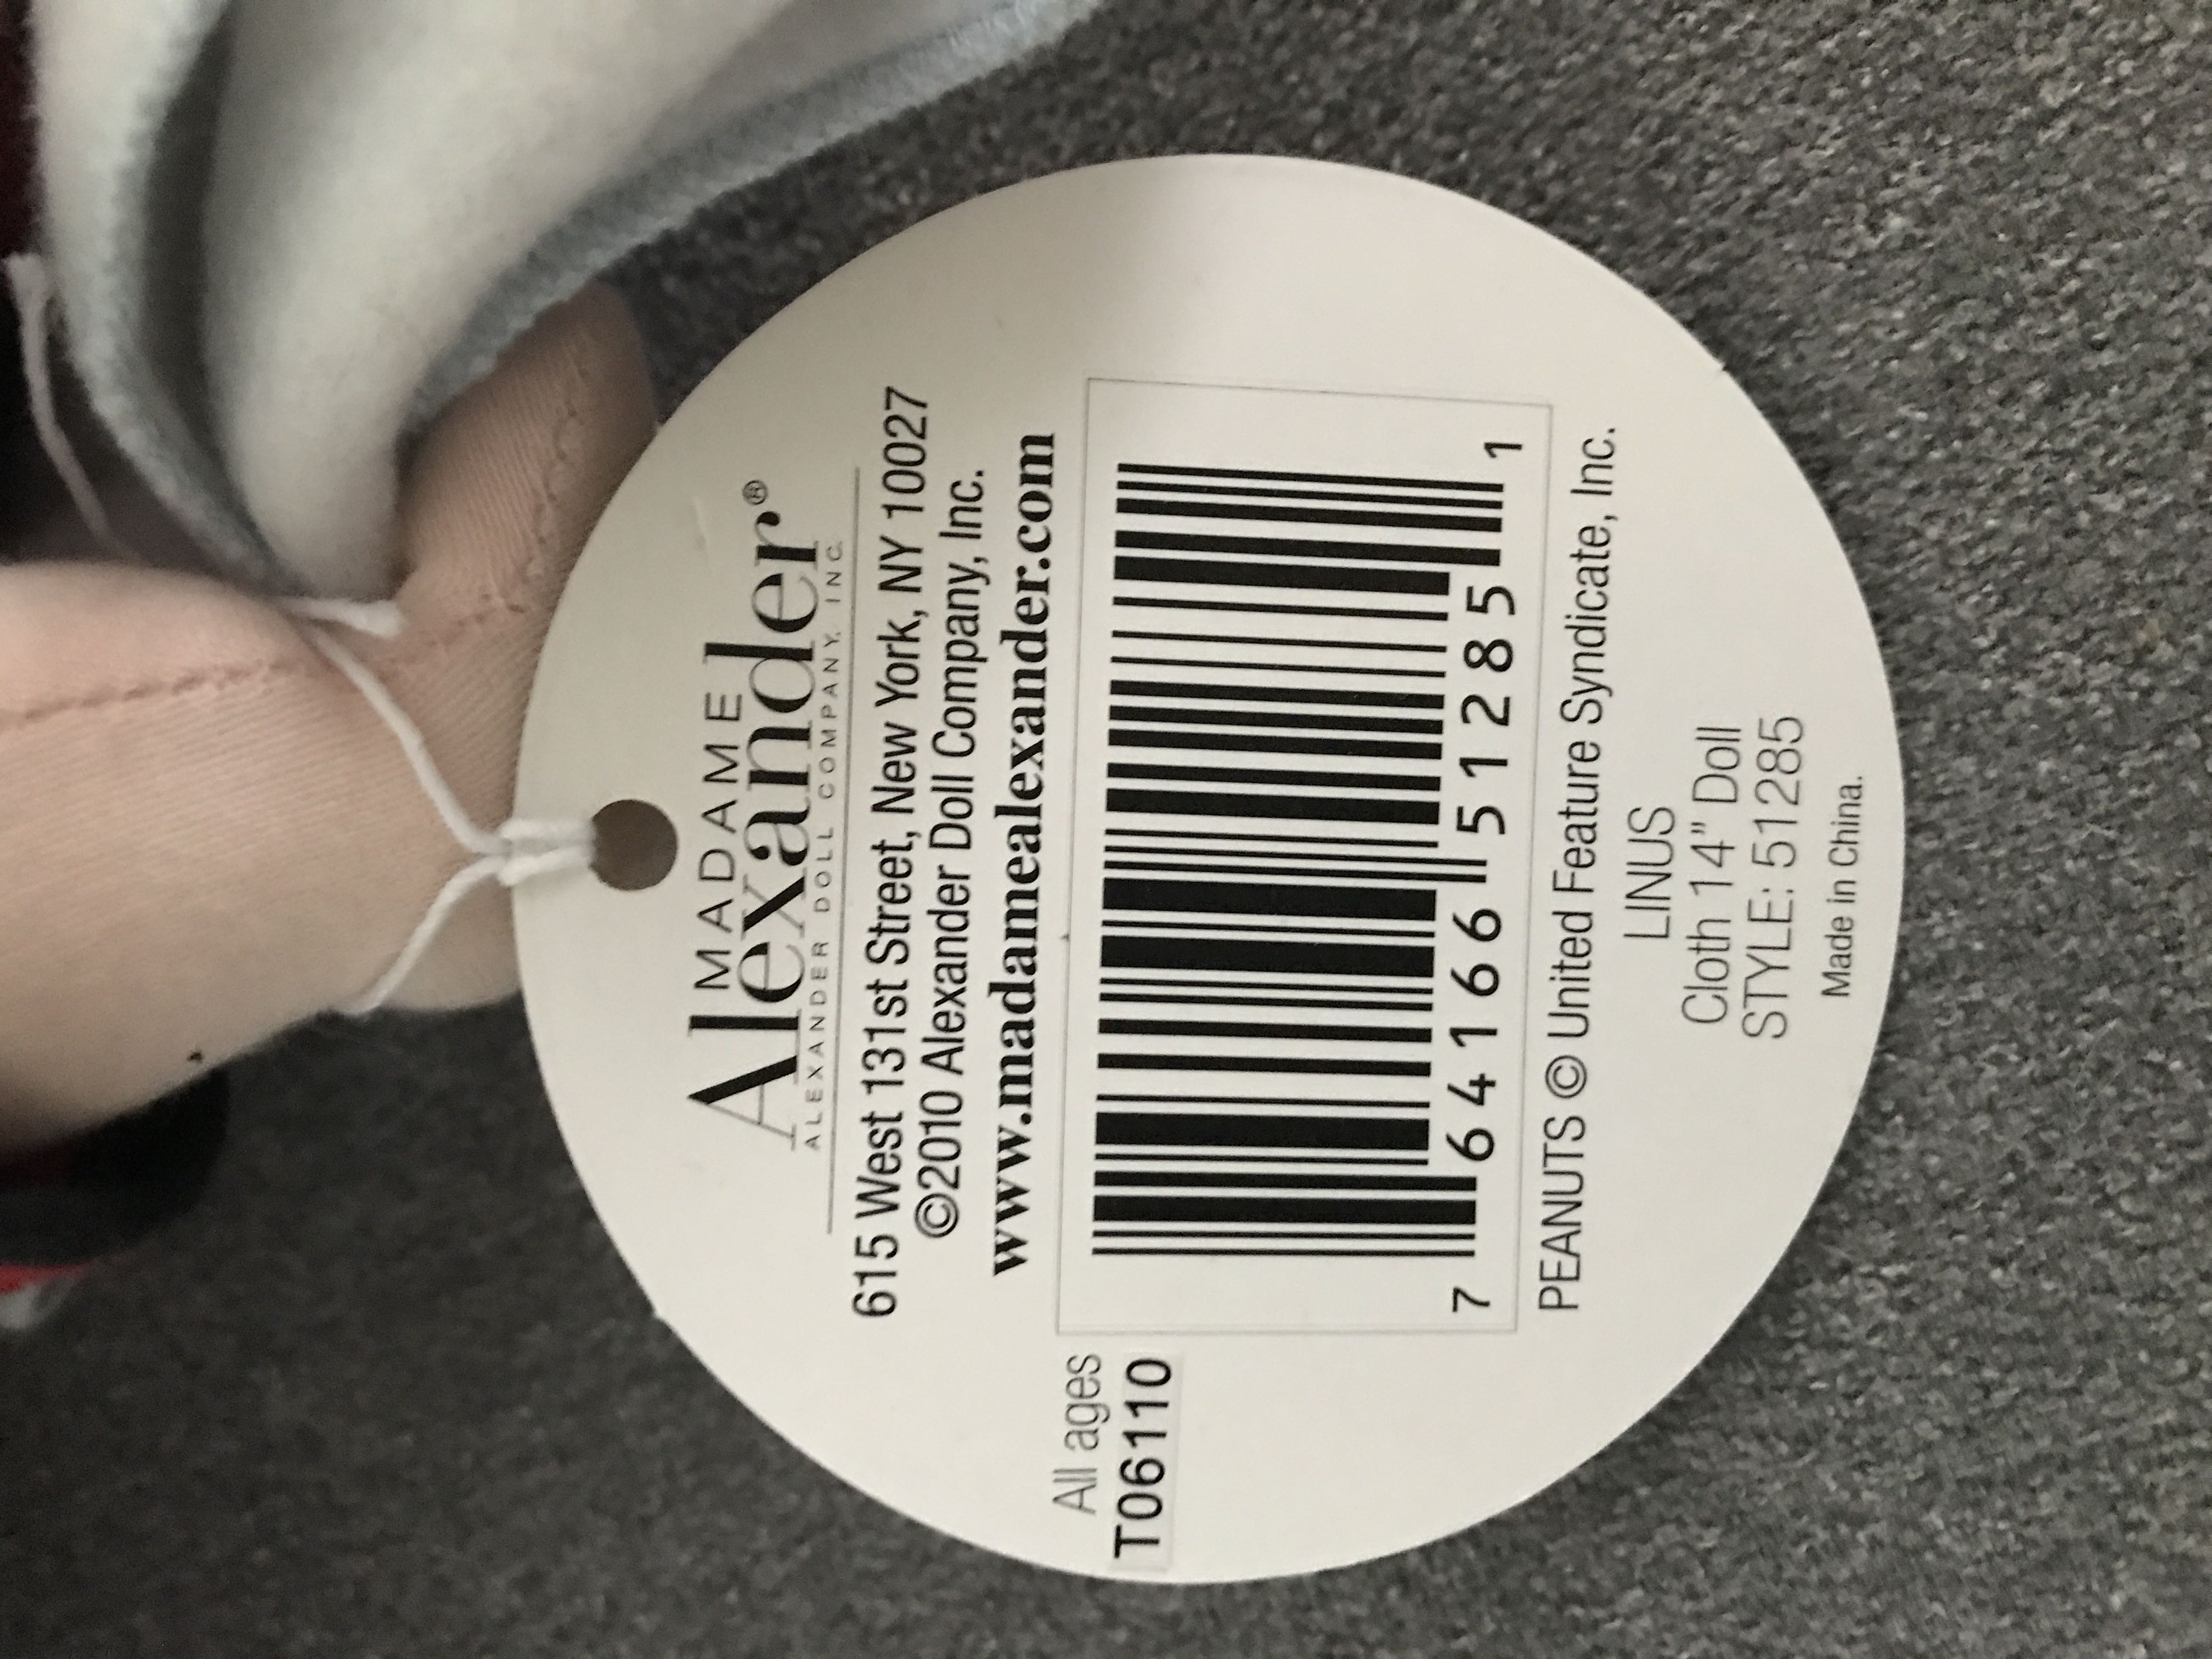 MADAME
Alexander®
ALEXANDER DOLL COMPANY, INC.
615 West 131st Street, New York, NY 10027
©2010 Alexander Doll Company, Inc.
www.madamealexander.com
All ages
T06110
7 64166 51285 1
PEANUTS © United Feature Syndicate, Inc.
LINUS
Cloth 14" Doll
STYLE: 51285
Made in China.